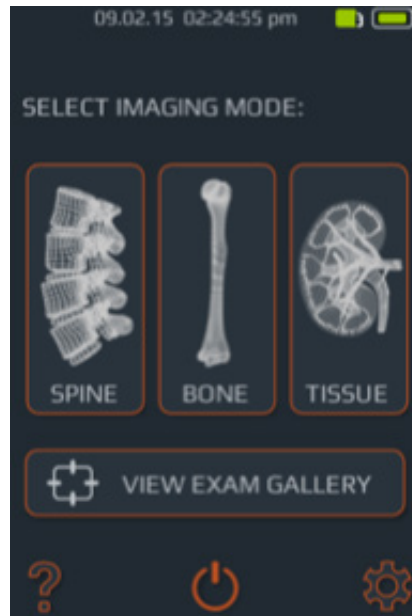 09.02.15 02:24:55 pm
SELECT IMAGING MODE:
SPINE BONE TISSUE
VIEW EXAM GALLERY
?